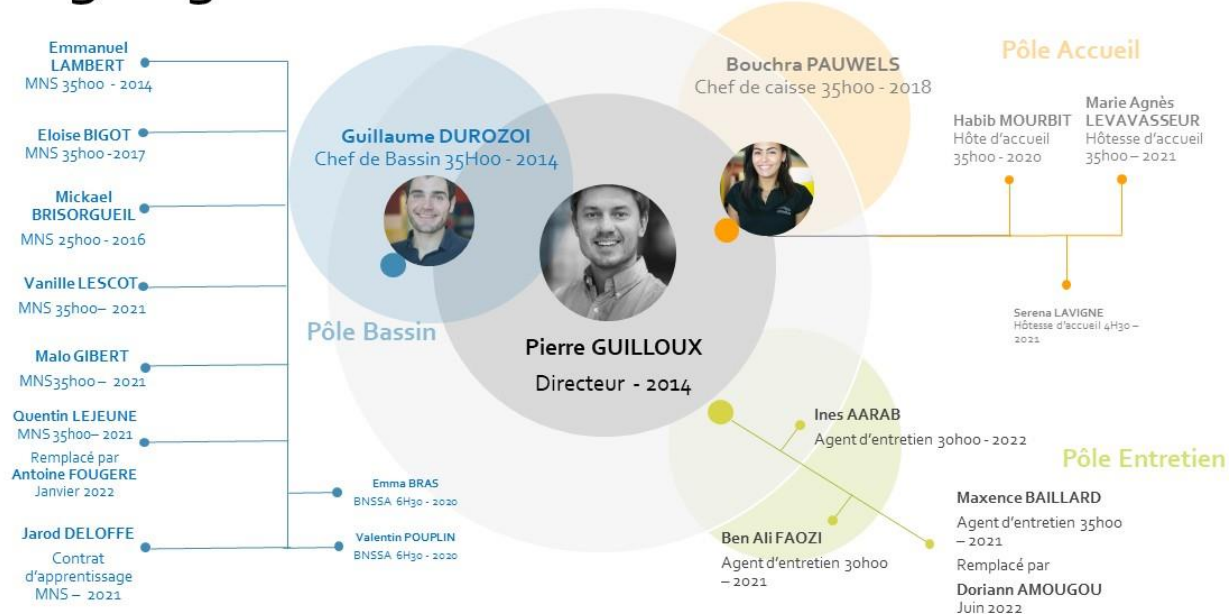 Emmanuel
LAMBERT
MNS 35h00 - 2014
Eloise BIGOT
MNS 35h00 -2017
Mickael
BRISORGUEIL
MNS 25h00 - 2016
Vanille LESCOT
MNS 35h00– 2021
Malo GIBERT
MNS35h00 – 2021
Quentin LEJEUNE
MNS 35h00– 2021
Remplacé par
Antoine FOUGERE
Janvier 2022
Jarod DELOFFE
Contrat
d'apprentissage
MNS – 2021
Emma BRAS
BNSSA 6H30 - 2020
Valentin POUPLIN
BNSSA 6H30 - 2020
Guillaume DUROZOI
Chef de Bassin 35H00 - 2014
Pôle Bassin
Pierre GUILLOUX
Directeur - 2014
Bouchra PAUWELS
Chef de caisse 35h00 - 2018
Pôle Accueil
Habib MOURBIT
Hôte d'accueil
35h00 - 2020
Marie Agnès
LEVAVASSEUR
Hôtesse d'accueil
35h00 – 2021
Serena LAVIGNE
Hôtesse d'accueil 4H30 –
2021
Ines AARAB
Agent d'entretien 30h00 - 2022
Pôle Entretien
Ben Ali FAOZI
Agent d'entretien 30h00
– 2021
Maxence BAILLARD
Agent d'entretien 35h00
– 2021
Remplacé par
Doriann AMOUGOU
Juin 2022